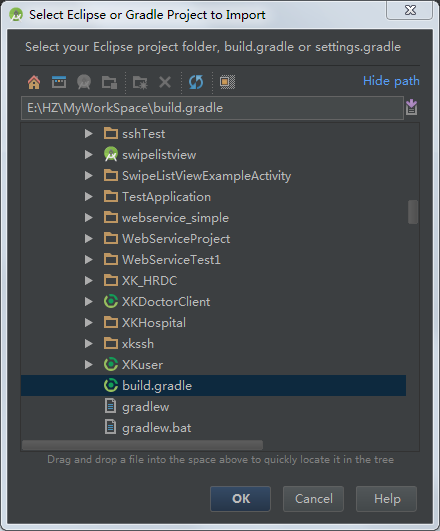 Select Eclipse or Gradle Project to Import
Select your Eclipse project folder, build.gradle or settings.gradle
Hide path
E:\HZ\MyWorkSpace\build.gradle
sshTest
swipelistview
SwipeListViewExampleActivity
TestApplication
webservice_simple
WebServiceProject
WebServiceTest1
XK_HRDC
XKDoctorClient
XKHospital
xkssh
XKuser
build.gradle
gradlew
gradlew.bat
Drag and drop a file into the space above to quickly locate it in the tree
OK Cancel Help